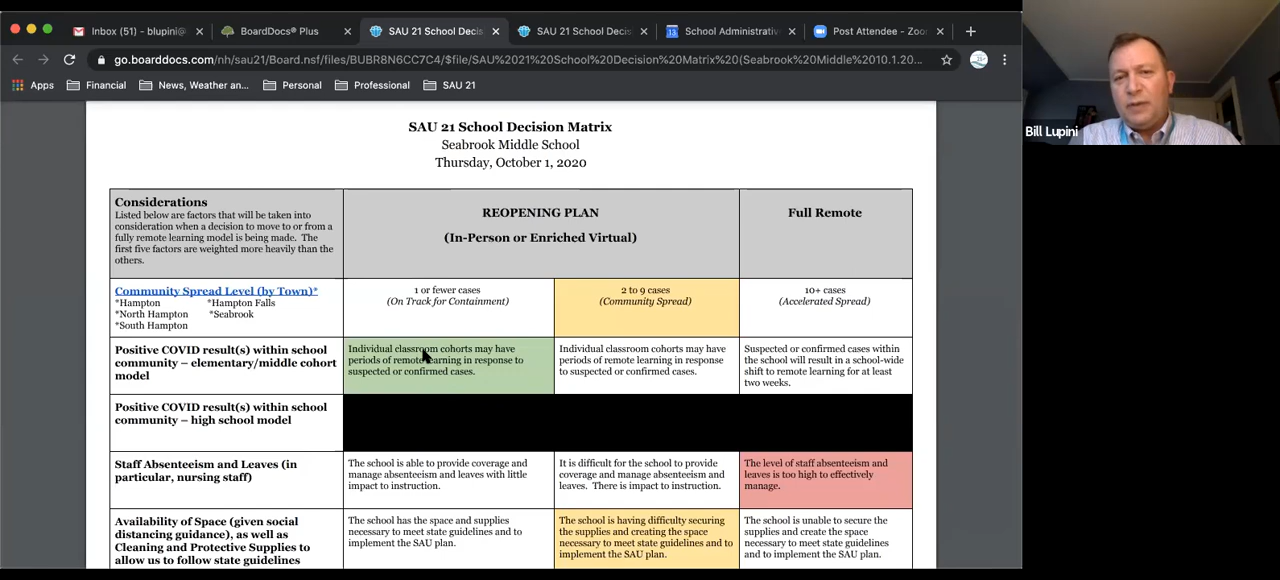 Inbox (51) - blupini@
BoardDocs® Plus
SAU 21 School Decis
SAU 21 School Dec
13
School Administrativ
Post Attendee - Zoo
go.boarddocs.com/nh/sau21/Board.nsf/files/BUBR8N6CC7C4/$file/SAU%2021%20School%20Decision%20Matrix%20(Seabrook%20Middle%2010.1.20...
Apps
Financial
News, Weather an...
Personal
Professional
SAU 21
SAU 21 School Decision Matrix
Seabrook Middle School
Thursday, October 1, 2020
Considerations
Listed below are factors that will be taken into
consideration when a decision to move to or from a
fully remote learning model is being made. The
first five factors are weighted more heavily than the
others.
REOPENING PLAN
(In-Person or Enriched Virtual)
Full Remote
Community Spread Level (by Town)*
*Hampton *Hampton Falls
*North Hampton *Seabrook
*South Hampton
1 or fewer cases
(On Track for Containment)
2 to 9 cases
(Community Spread)
10+ cases
(Accelerated Spread)
Positive COVID result(s) within school
community – elementary/middle cohort
model
Individual classroom cohorts may have
periods of remote learning in response to
suspected or confirmed cases.
Individual classroom cohorts may have
periods of remote learning in response
to suspected or confirmed cases.
Suspected or confirmed cases within
the school will result in a school-wide
shift to remote learning for at least
two weeks.
Positive COVID result(s) within school
community – high school model
Staff Absenteeism and Leaves (in
particular, nursing staff)
The school is able to provide coverage and
manage absenteeism and leaves with little
impact to instruction.
It is difficult for the school to provide
coverage and manage absenteeism and
leaves. There is impact to instruction.
The level of staff absenteeism and
leaves is too high to effectively
manage.
Availability of Space (given social
distancing guidance), as well as
Cleaning and Protective Supplies to
allow us to follow state guidelines
The school has the space and supplies
necessary to meet state guidelines and to
implement the SAU plan.
The school is having difficulty securing
the supplies and creating the space
necessary to meet state guidelines and to
implement the SAU plan.
The school is unable to secure the
supplies and create the space
necessary to meet state guidelines
and to implement the SAU plan.
Bill Lupini